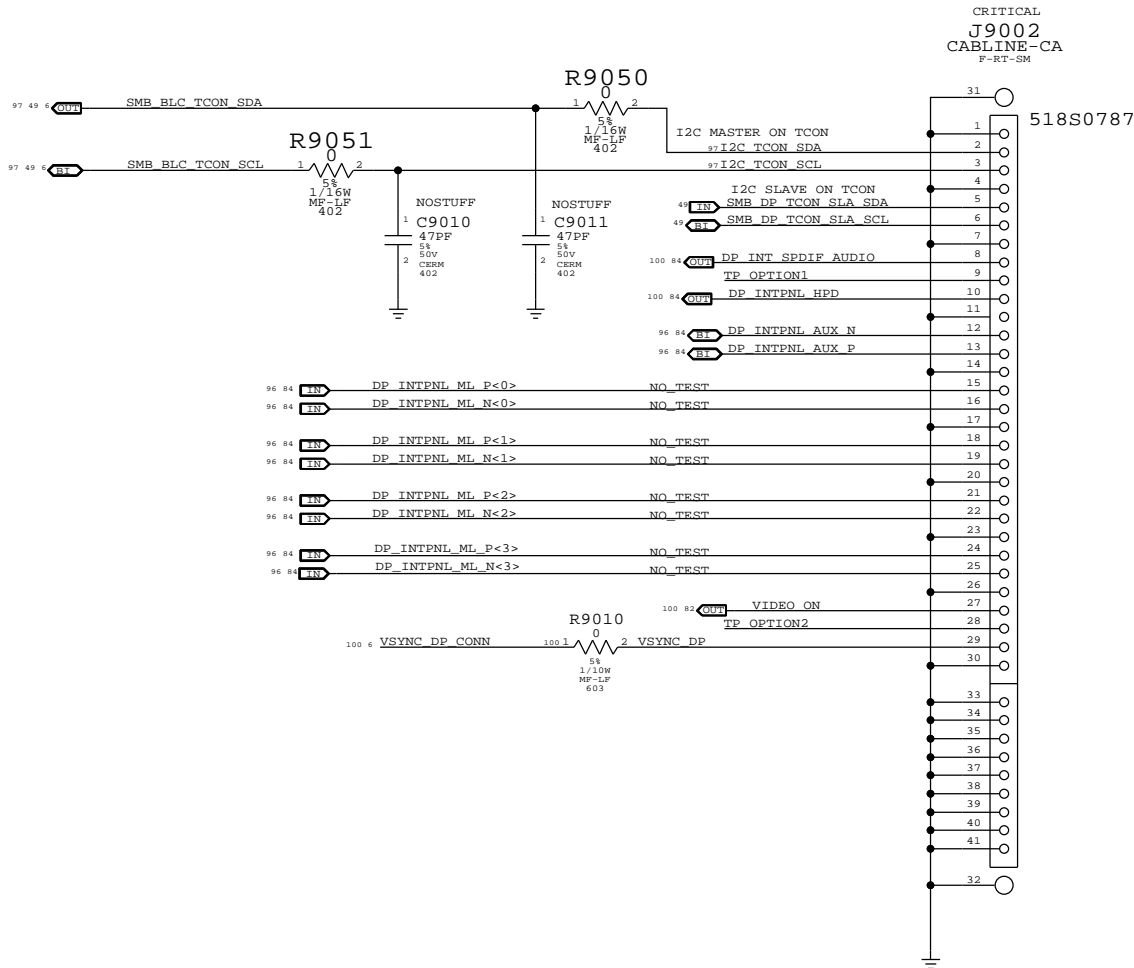 CRITICAL
J9002
CABLINE-CA
F-RT-SM
518S0787
R9050
0
1 2
5%
1/16W
MF-LF
402
97 49 6 OUT SMB_BLC_TCON_SDA
R9051
0
1 2
5%
1/16W
MF-LF
402
97 49 6 BI SMB_BLC_TCON_SCL
NOSTUFF
1 C9010
47PF
5%
2 50V
CERM
402
NOSTUFF
1 C9011
47PF
5%
2 50V
CERM
402
31
1
I2C MASTER ON TCON
97 I2C_TCON_SDA 2
97 I2C_TCON_SCL 3
4
I2C SLAVE ON TCON
49 IN SMB_DP_TCON_SLA_SDA 5
49 BI SMB_DP_TCON_SLA_SCL 6
7
100 84 OUT DP_INT_SPDIF_AUDIO 8
TP_OPTION1 9
100 84 OUT DP_INTPNL_HPD 10
11
96 84 BI DP_INTPNL_AUX_N 12
96 84 BI DP_INTPNL_AUX_P 13
14
96 84 IN DP_INTPNL_ML_P<0> NO_TEST 15
96 84 IN DP_INTPNL_ML_N<0> NO_TEST 16
17
96 84 IN DP_INTPNL_ML_P<1> NO_TEST 18
96 84 IN DP_INTPNL_ML_N<1> NO_TEST 19
20
96 84 IN DP_INTPNL_ML_P<2> NO_TEST 21
96 84 IN DP_INTPNL_ML_N<2> NO_TEST 22
23
96 84 IN DP_INTPNL_ML_P<3> NO_TEST 24
96 84 IN DP_INTPNL_ML_N<3> NO_TEST 25
26
100 82 OUT VIDEO_ON 27
TP_OPTION2 28
R9010
0
100 6 VSYNC_DP_CONN 100 1 2 VSYNC_DP 29
5%
1/10W
MF-LF
603
30
33
34
35
36
37
38
39
40
41
32